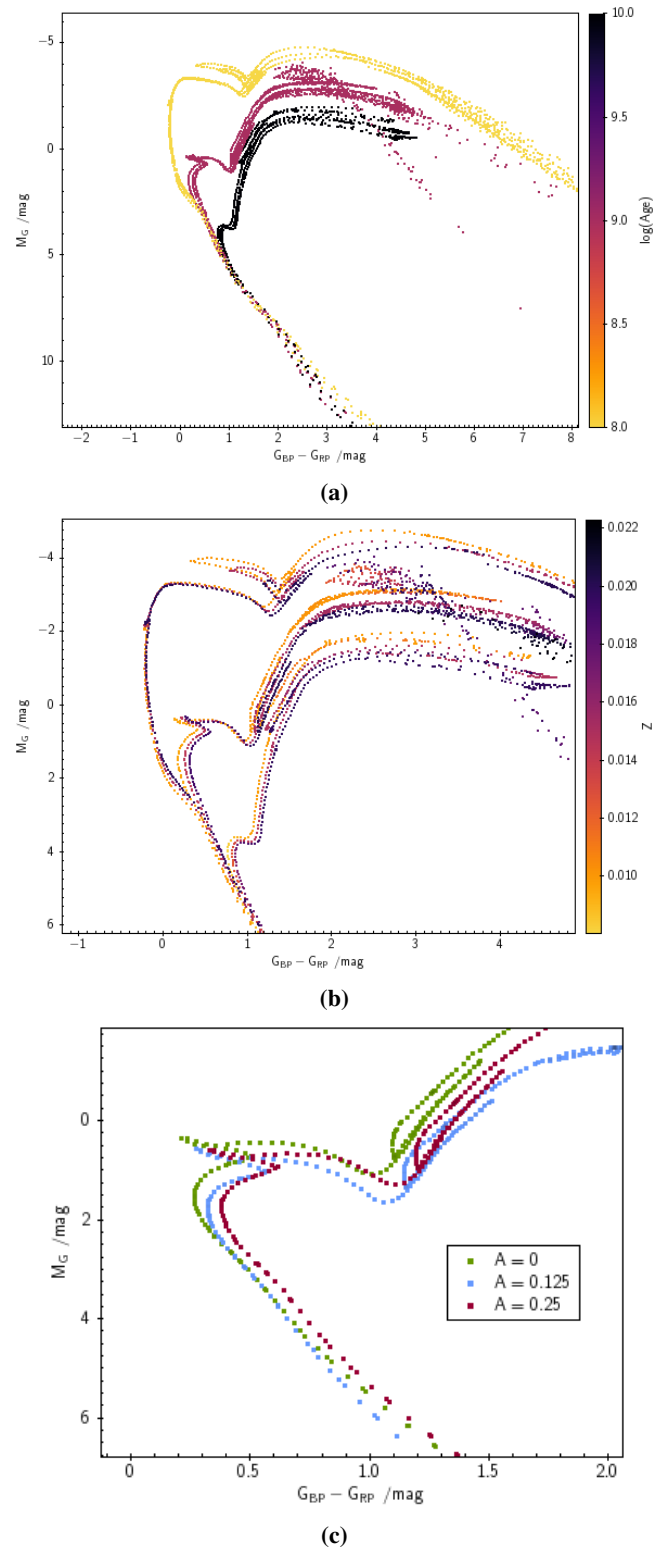 10.0
−5
9.5
0
M_G /mag
9.0
log(Age)
5
8.5
10
8.0
−2 −1 0 1 2 3 4 5 6 7 8
G_BP − G_RP /mag
(a)
0.022
−4
0.020
−2
0.018
0
M_G /mag
0.016
Z
2
0.014
4
0.012
0.010
6
−1 0 1 2 3 4
G_BP − G_RP /mag
(b)
0
2
M_G /mag
A = 0
A = 0.125
A = 0.25
4
6
0 0.5 1.0 1.5 2.0
G_BP − G_RP /mag
(c)